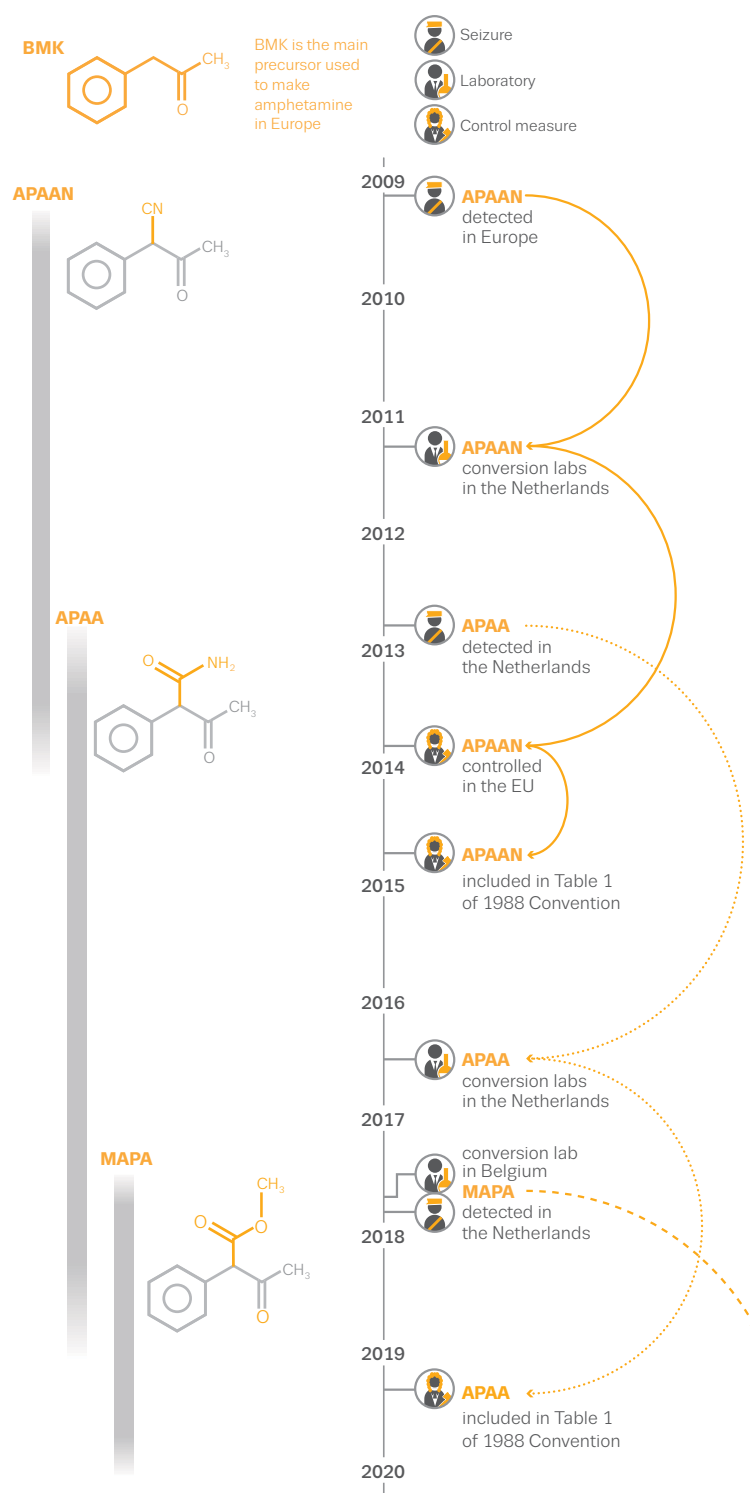 BMK
CH3
O
BMK is the main
precursor used
to make
amphetamine
in Europe
Seizure
Laboratory
Control measure
APAAN
CN
CH3
O
2009
APAAN
detected
in Europe
2010
2011
APAAN
conversion labs
in the Netherlands
2012
APAA
O
NH2
CH3
O
APAA
detected in
the Netherlands
2013
APAAN
controlled
in the EU
2014
APAAN
included in Table 1
of 1988 Convention
2015
2016
APAA
conversion labs
in the Netherlands
2017
MAPA
CH3
O
O
CH3
O
conversion lab
in Belgium
MAPA
detected in
the Netherlands
2018
2019
APAA
included in Table 1
of 1988 Convention
2020